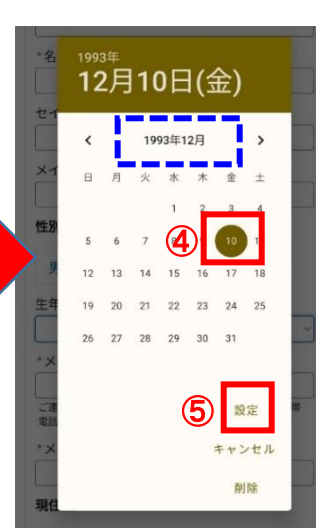 *名
1993年
12月10日(金)
セイ
< 1993年12月 >
メイ
日 月 火 水 木 金 土
1 2 3 4
性別
④
5 6 7 10
男
12 13 14 15 16 17 18
生年
19 20 21 22 23 24 25
26 27 28 29 30 31
*メ
⑤ 設定
ご連 帯
電話
*メ
キャンセル
削除
現住